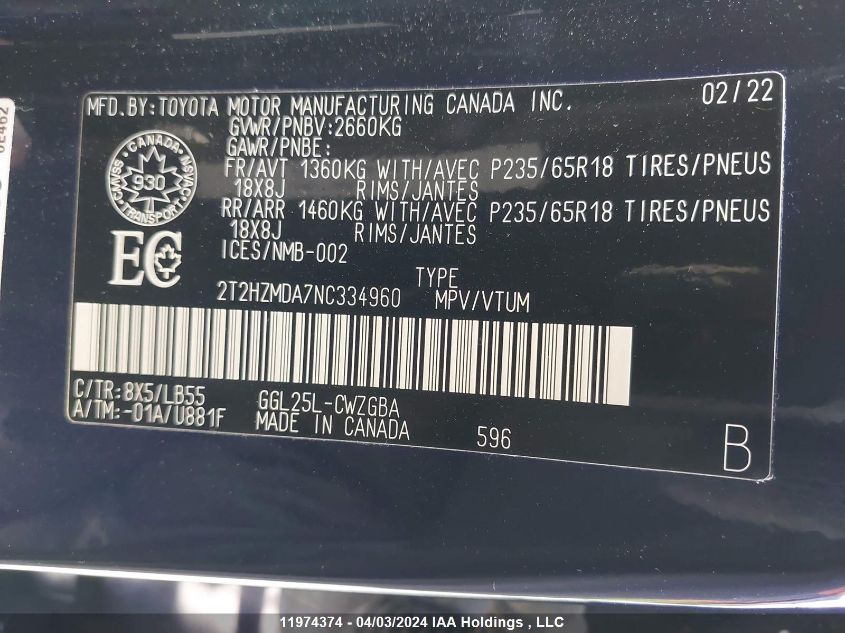 MFD.BY:TOYOTA MOTOR MANUFACTURING CANADA INC. 02/22
GVWR/PNBV:2660KG
GAWR/PNBE:
FR/AVT 1360KG WITH/AVEC P235/65R18 TIRES/PNEUS
18X8J RIMS/JANTES
RR/ARR 1460KG WITH/AVEC P235/65R18 TIRES/PNEUS
18X8J RIMS/JANTES
ICES/NMB-002
CANADA
CMVSS NSVAC
930
TRANSPORT
EC
TYPE
2T2HZMDA7NC334960 MPV/VTUM
C/TR:8X5/LB55 GGL25L-CWZGBA
A/TM:-01A/U881F MADE IN CANADA 596
B
11974374 - 04/03/2024 IAA Holdings , LLC